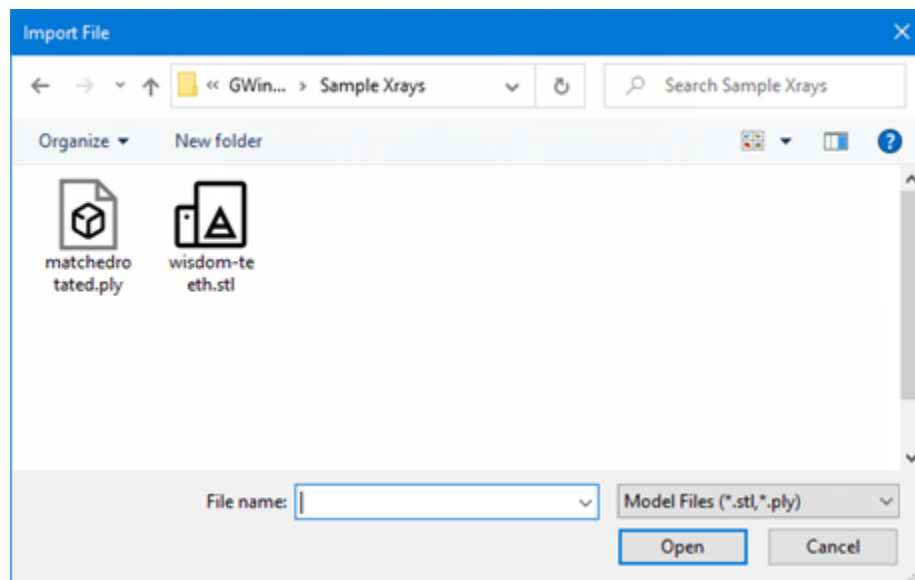 Import File
« GWin... › Sample Xrays
Search Sample Xrays
Organize
New folder
?
matchedro
tated.ply
wisdom-te
eth.stl
File name:
Model Files (*.stl,*.ply)
Open
Cancel